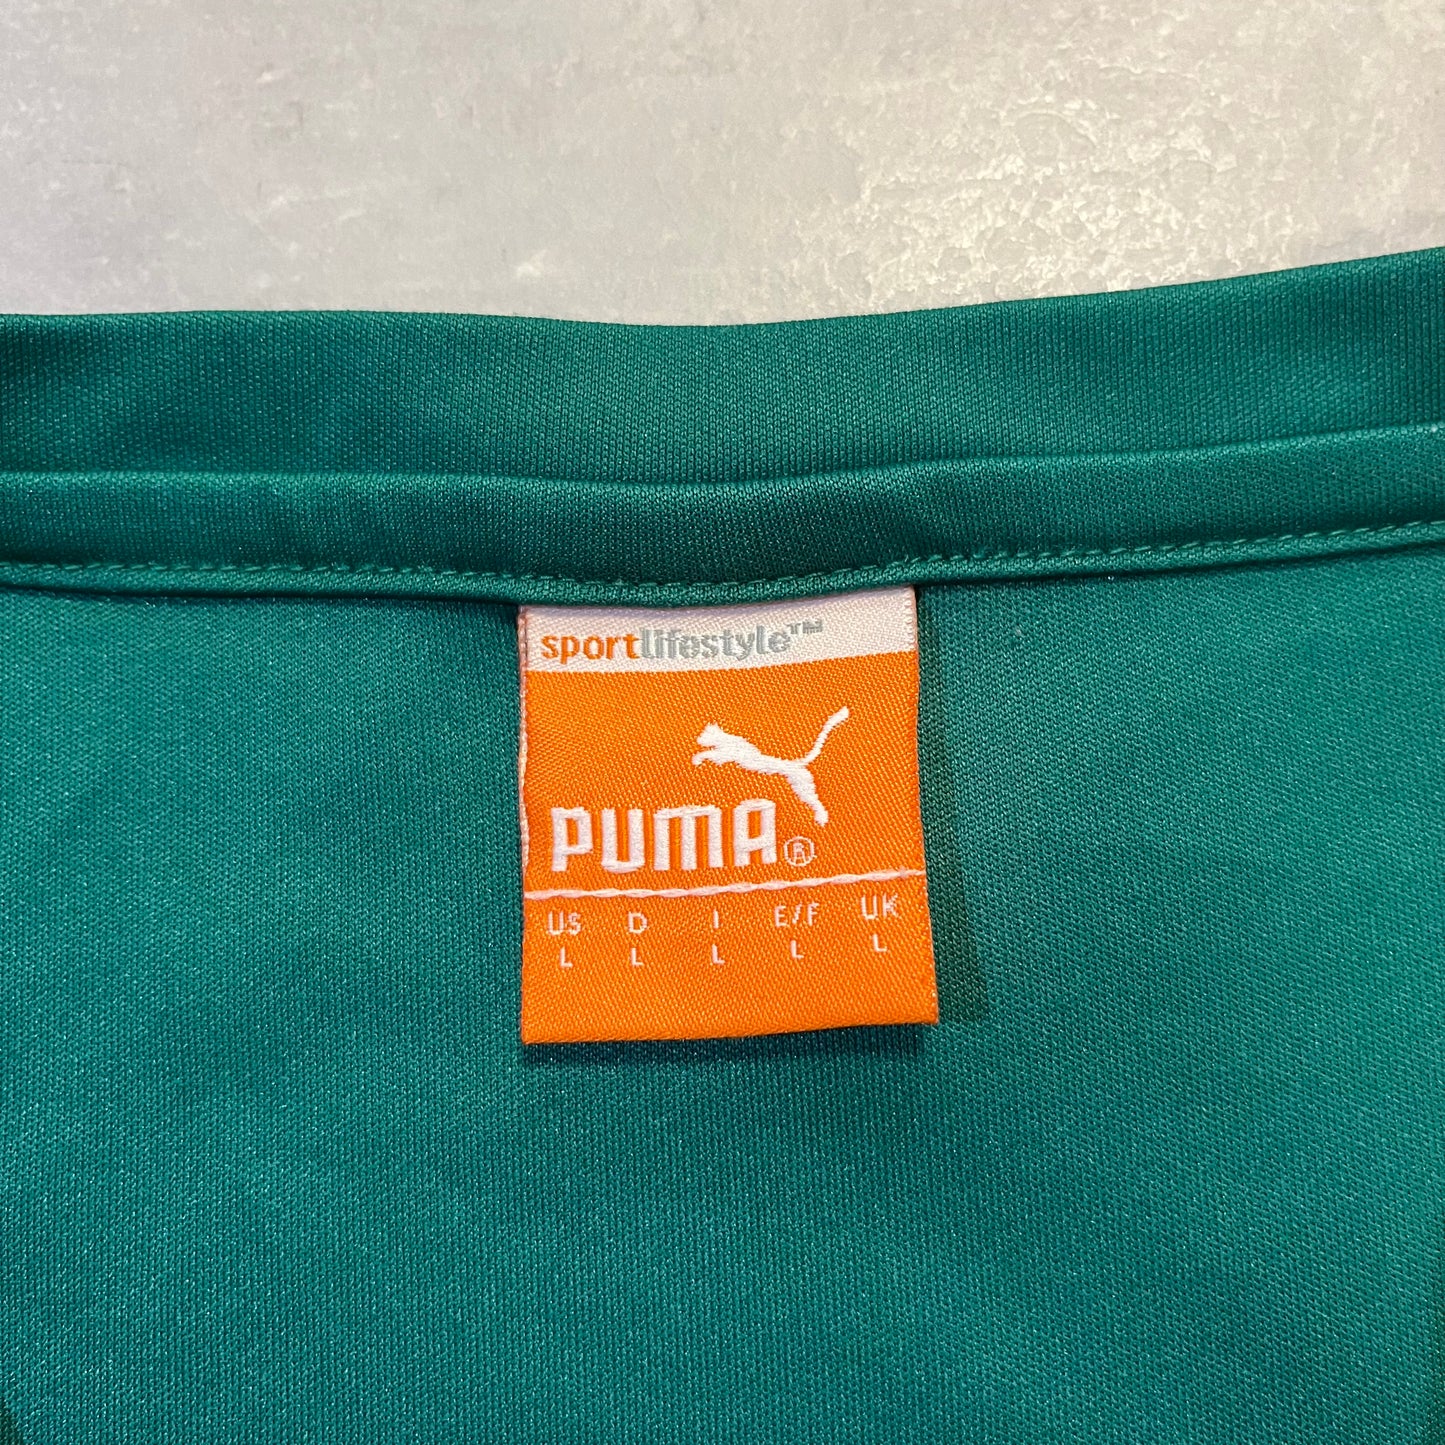 sportlifestyle™
PUMA®
US D I E/F UK
L L L L L